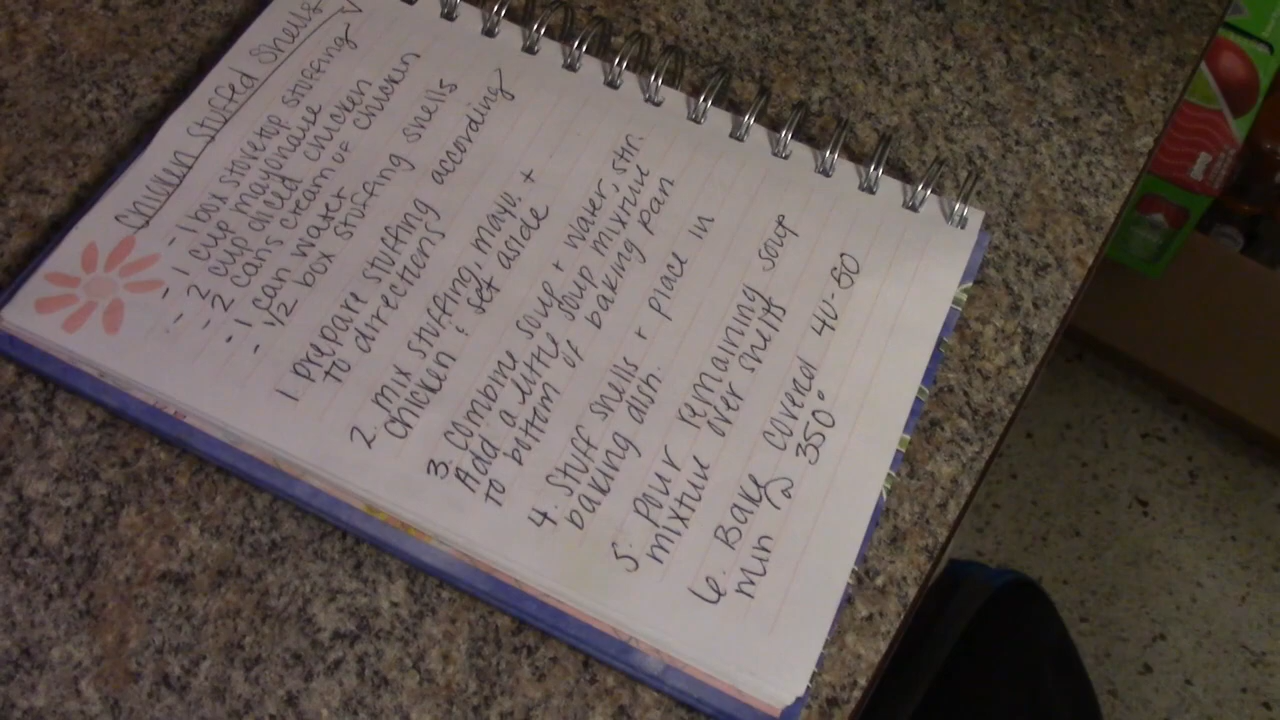 Chicken Stuffed Shells
- 1 box stovetop stuffing
- 1 cup mayonaise
- 2 cup diced chicken
- 2 cans cream of chicken
- 1 can water
- 1/2 box stuffing shells
1 prepare stuffing according
to directions
2. mix stuffing, mayo, +
chicken ; set aside
3. combine soup + water, stir.
Add a little soup mixture
to bottom of baking pan
4. Stuff shells + place in
baking dish.
5. pour remaining soup
mixture over shells
6. Bake covered 40-50
min @ 350°